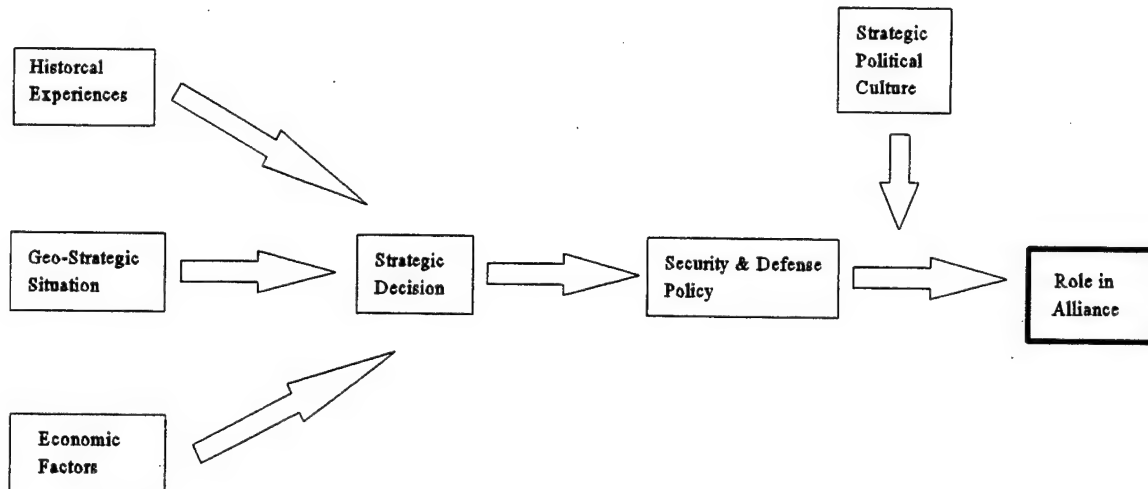 Historcal
Experiences
Strategic
Political
Culture
Geo-Strategic
Situation
Strategic
Decision
Security & Defense
Policy
Role in
Alliance
Economic
Factors